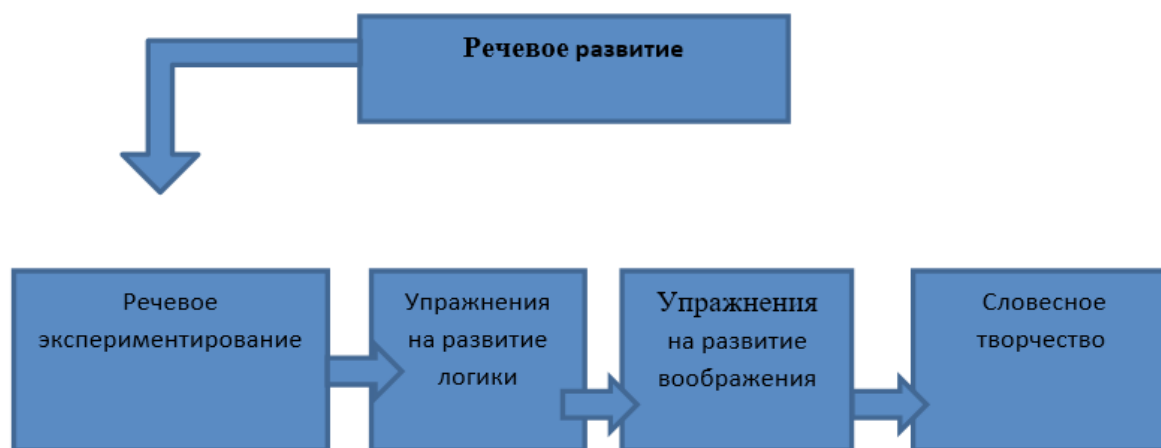 Речевое развитие
Речевое
экспериментирование
Упражнения
на развитие
логики
Упражнения
на развитие
воображения
Словесное
творчество